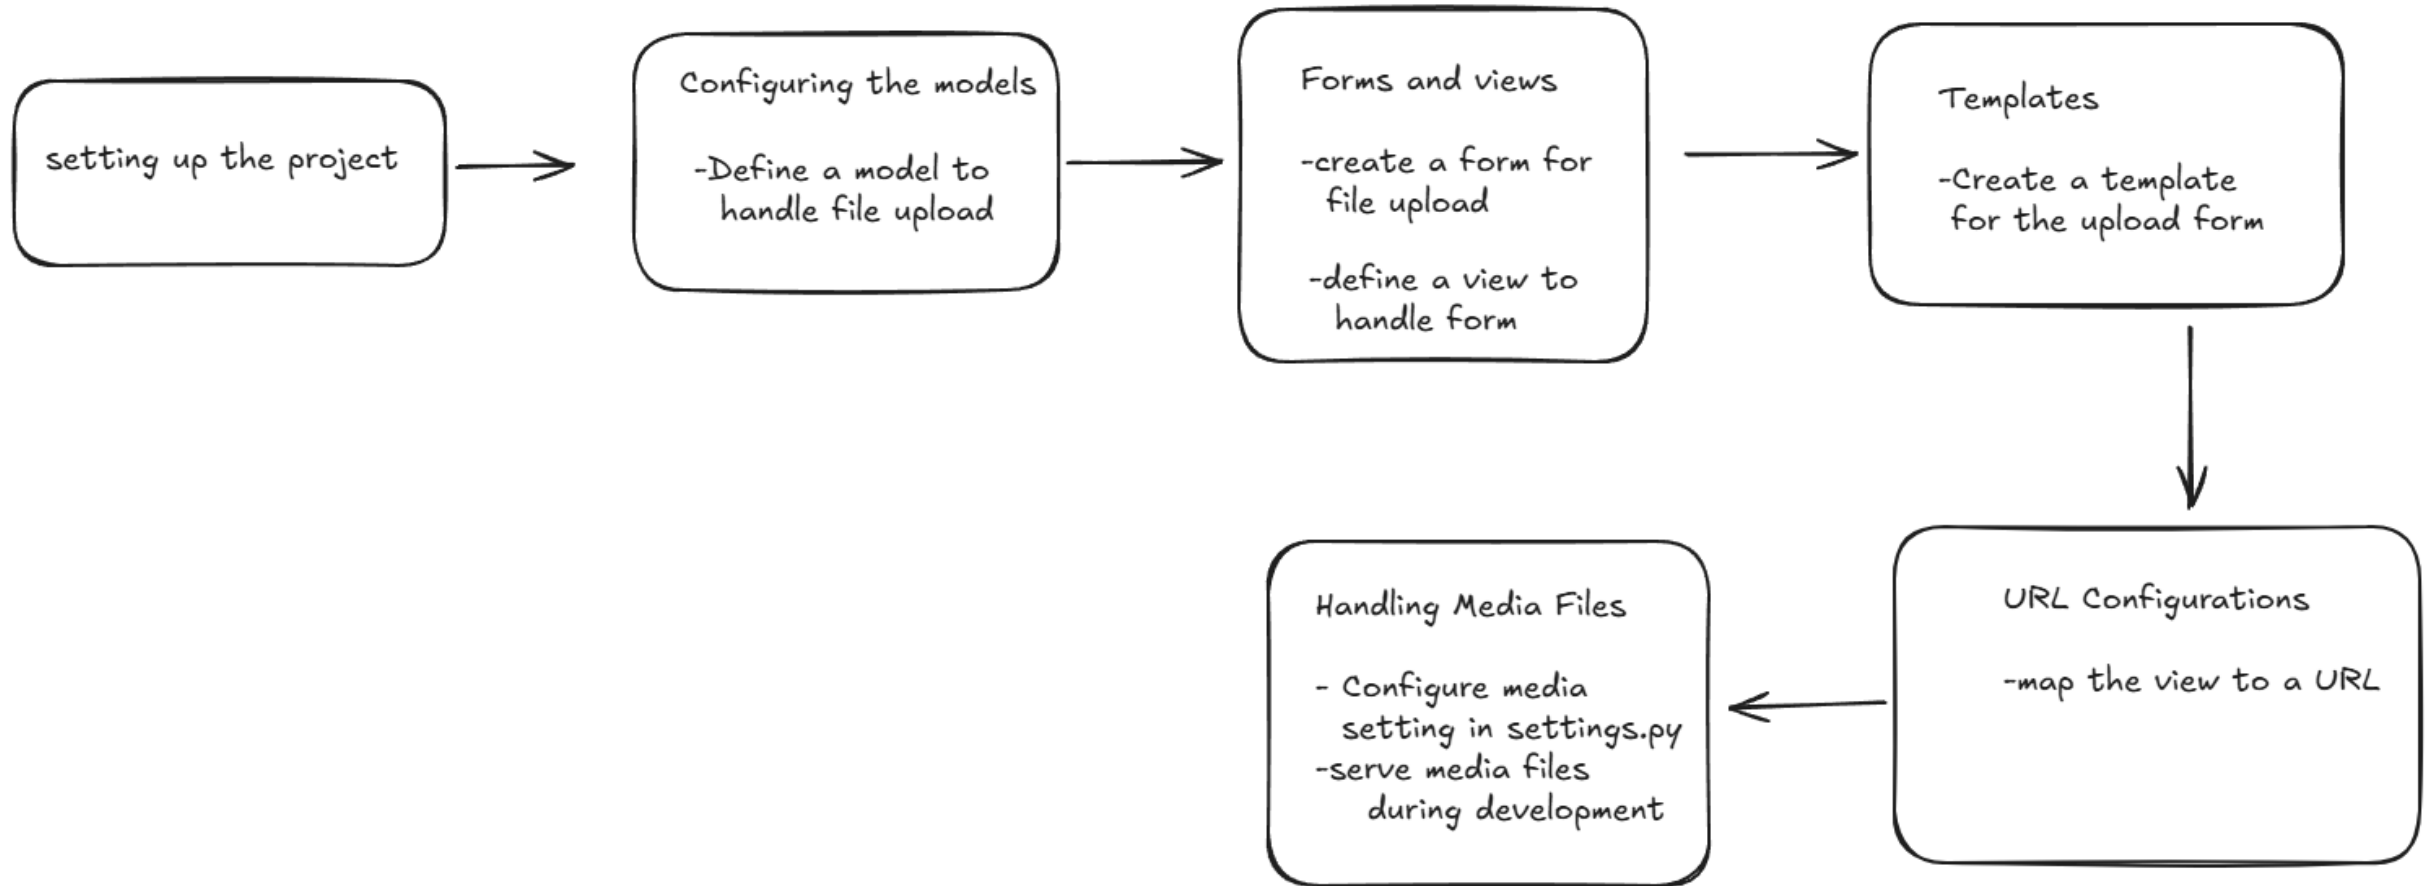 setting up the project
Configuring the models
-Define a model to
handle file upload
Forms and views
-create a form for
file upload
-define a view to
handle form
Templates
-Create a template
for the upload form
URL Configurations
-map the view to a URL
Handling Media Files
- Configure media
setting in settings.py
-serve media files
during development